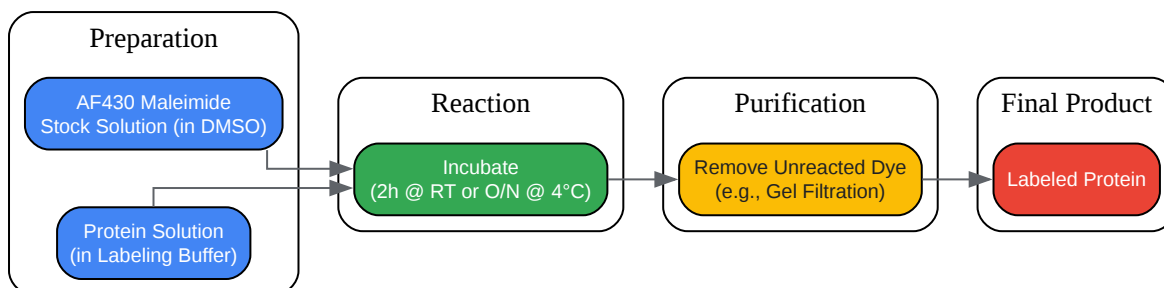 Preparation
AF430 Maleimide
Stock Solution (in DMSO)
Protein Solution
(in Labeling Buffer)
Reaction
Incubate
(2h @ RT or O/N @ 4°C)
Purification
Remove Unreacted Dye
(e.g., Gel Filtration)
Final Product
Labeled Protein